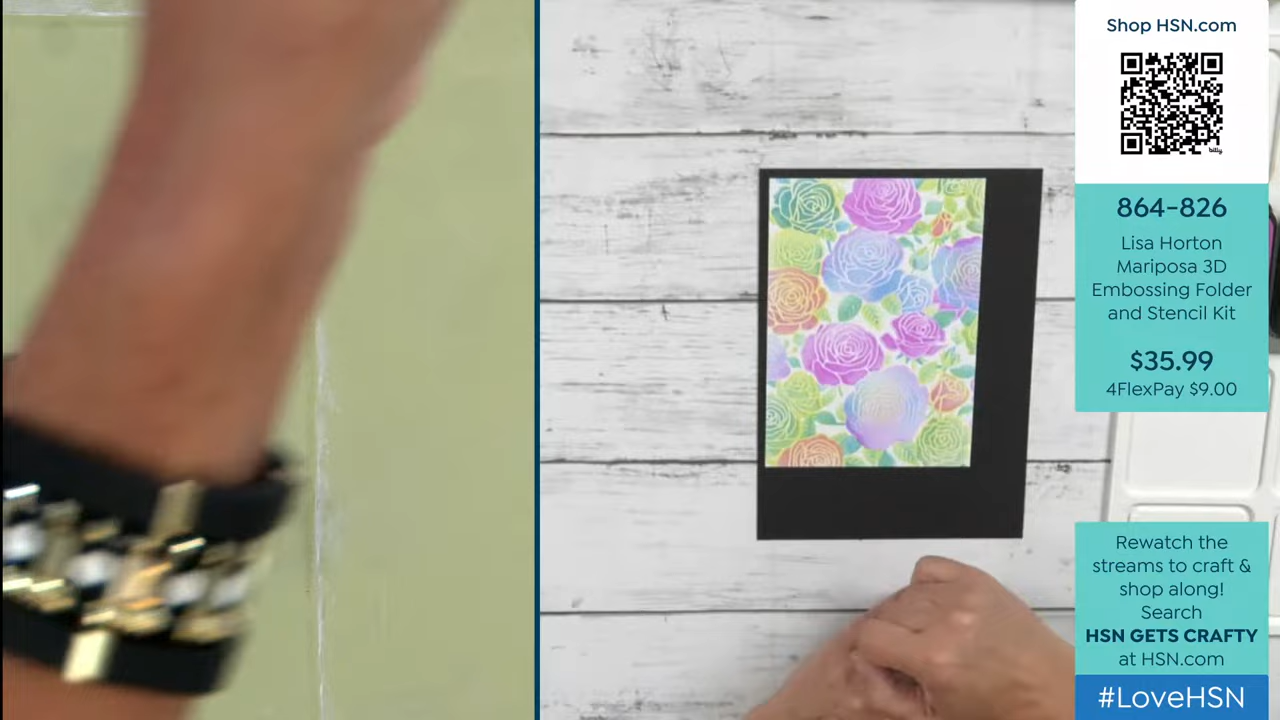 Shop HSN.com
bitly
864-826
Lisa Horton
Mariposa 3D
Embossing Folder
and Stencil Kit
$35.99
4FlexPay $9.00
Rewatch the
streams to craft &
shop along!
Search
HSN GETS CRAFTY
at HSN.com
#LoveHSN